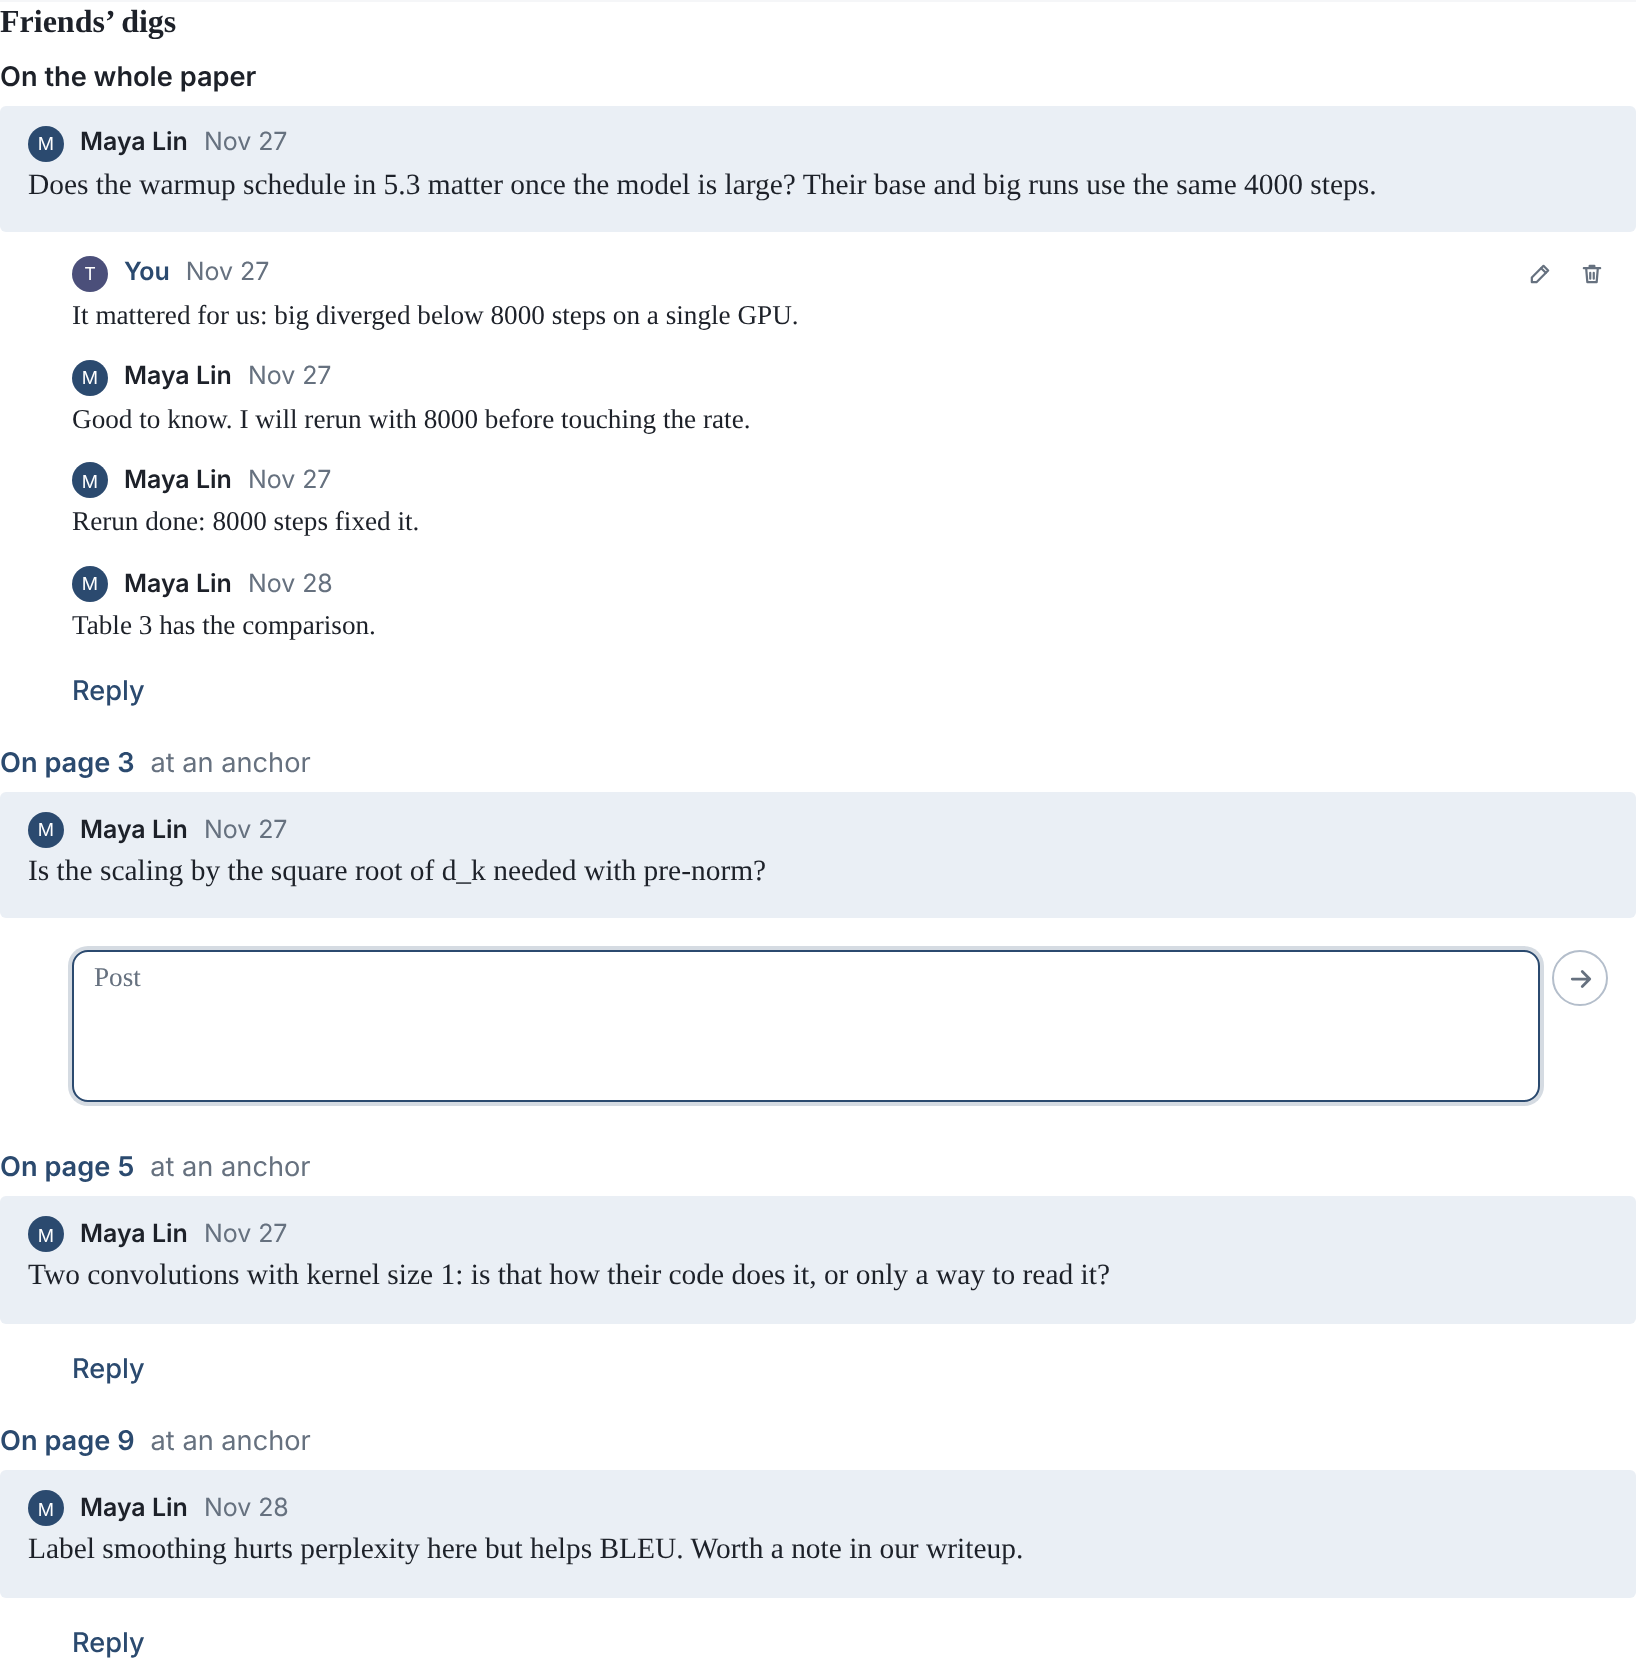 Friends’ digs
On the whole paper
M Maya Lin Nov 27
Does the warmup schedule in 5.3 matter once the model is large? Their base and big runs use the same 4000 steps.
T You Nov 27
It mattered for us: big diverged below 8000 steps on a single GPU.
M Maya Lin Nov 27
Good to know. I will rerun with 8000 before touching the rate.
M Maya Lin Nov 27
Rerun done: 8000 steps fixed it.
M Maya Lin Nov 28
Table 3 has the comparison.
Reply
On page 3 at an anchor
M Maya Lin Nov 27
Is the scaling by the square root of d_k needed with pre-norm?
Post
On page 5 at an anchor
M Maya Lin Nov 27
Two convolutions with kernel size 1: is that how their code does it, or only a way to read it?
Reply
On page 9 at an anchor
M Maya Lin Nov 28
Label smoothing hurts perplexity here but helps BLEU. Worth a note in our writeup.
Reply